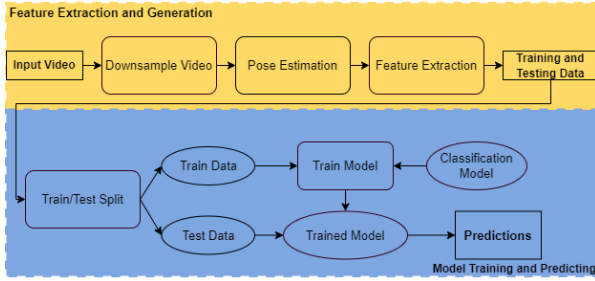 Feature Extraction and Generation
Input Video
Downsample Video
Pose Estimation
Feature Extraction
Training and
Testing Data
Train/Test Split
Train Data
Train Model
Classification
Model
Test Data
Trained Model
Predictions
Model Training and Predicting